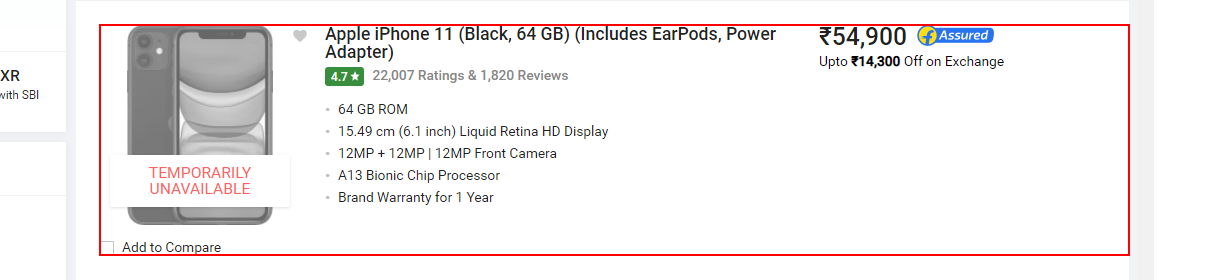 XR
with SBI
Apple iPhone 11 (Black, 64 GB) (Includes EarPods, Power
Adapter)
4.7★ 22,007 Ratings & 1,820 Reviews
• 64 GB ROM
• 15.49 cm (6.1 inch) Liquid Retina HD Display
• 12MP + 12MP | 12MP Front Camera
• A13 Bionic Chip Processor
• Brand Warranty for 1 Year
TEMPORARILY
UNAVAILABLE
Add to Compare
₹54,900 Assured
Upto ₹14,300 Off on Exchange